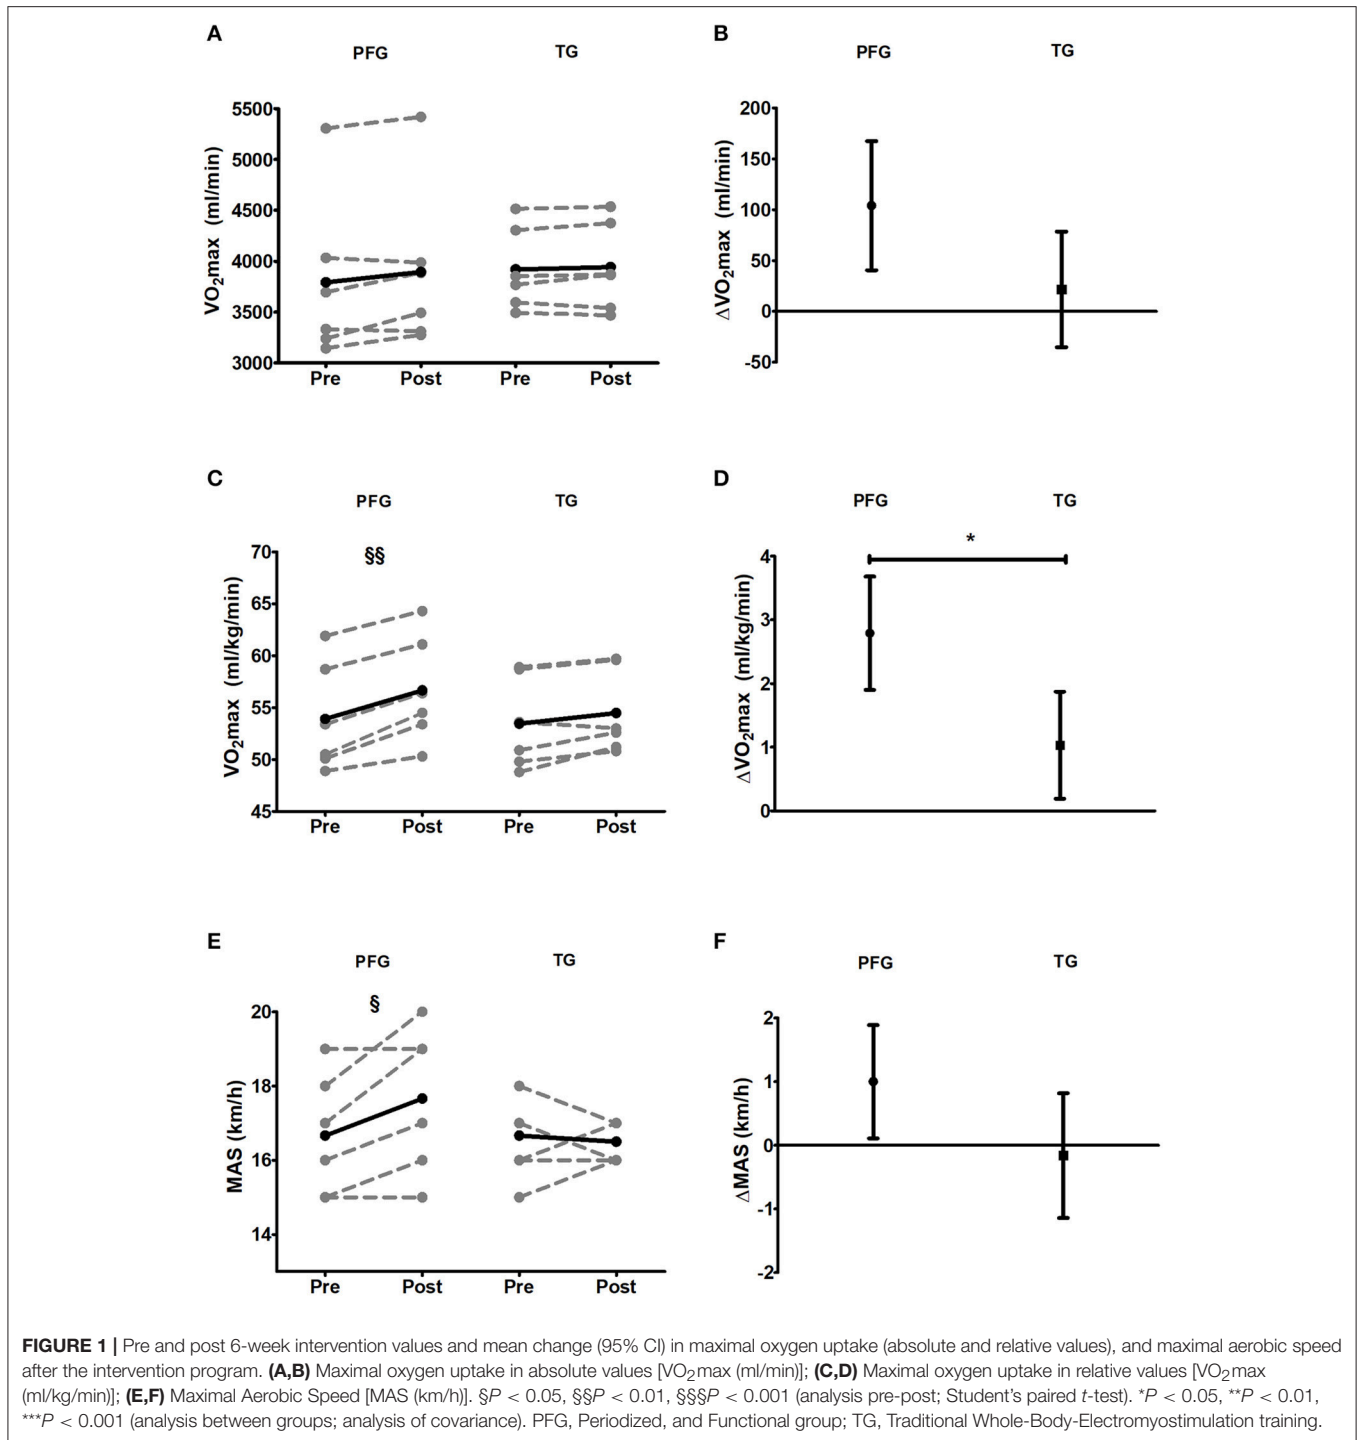 A
PFG TG
VO2max (ml/min)
5500
5000
4500
4000
3500
3000
Pre Post Pre Post
B
PFG TG
ΔVO2max (ml/min)
200
150
100
50
0
-50
C
PFG TG
§§
VO2max (ml/kg/min)
70
65
60
55
50
45
Pre Post Pre Post
D
PFG TG
*
ΔVO2max (ml/kg/min)
4
3
2
1
0
E
PFG TG
§
MAS (km/h)
20
18
16
14
Pre Post Pre Post
F
PFG TG
ΔMAS (km/h)
2
1
0
-1
-2
FIGURE 1 | Pre and post 6-week intervention values and mean change (95% CI) in maximal oxygen uptake (absolute and relative values), and maximal aerobic speed
after the intervention program. (A,B) Maximal oxygen uptake in absolute values [VO2max (ml/min)]; (C,D) Maximal oxygen uptake in relative values [VO2max
(ml/kg/min)]; (E,F) Maximal Aerobic Speed [MAS (km/h)]. §P < 0.05, §§P < 0.01, §§§P < 0.001 (analysis pre-post; Student's paired t-test). *P < 0.05, **P < 0.01,
***P < 0.001 (analysis between groups; analysis of covariance). PFG, Periodized, and Functional group; TG, Traditional Whole-Body-Electromyostimulation training.